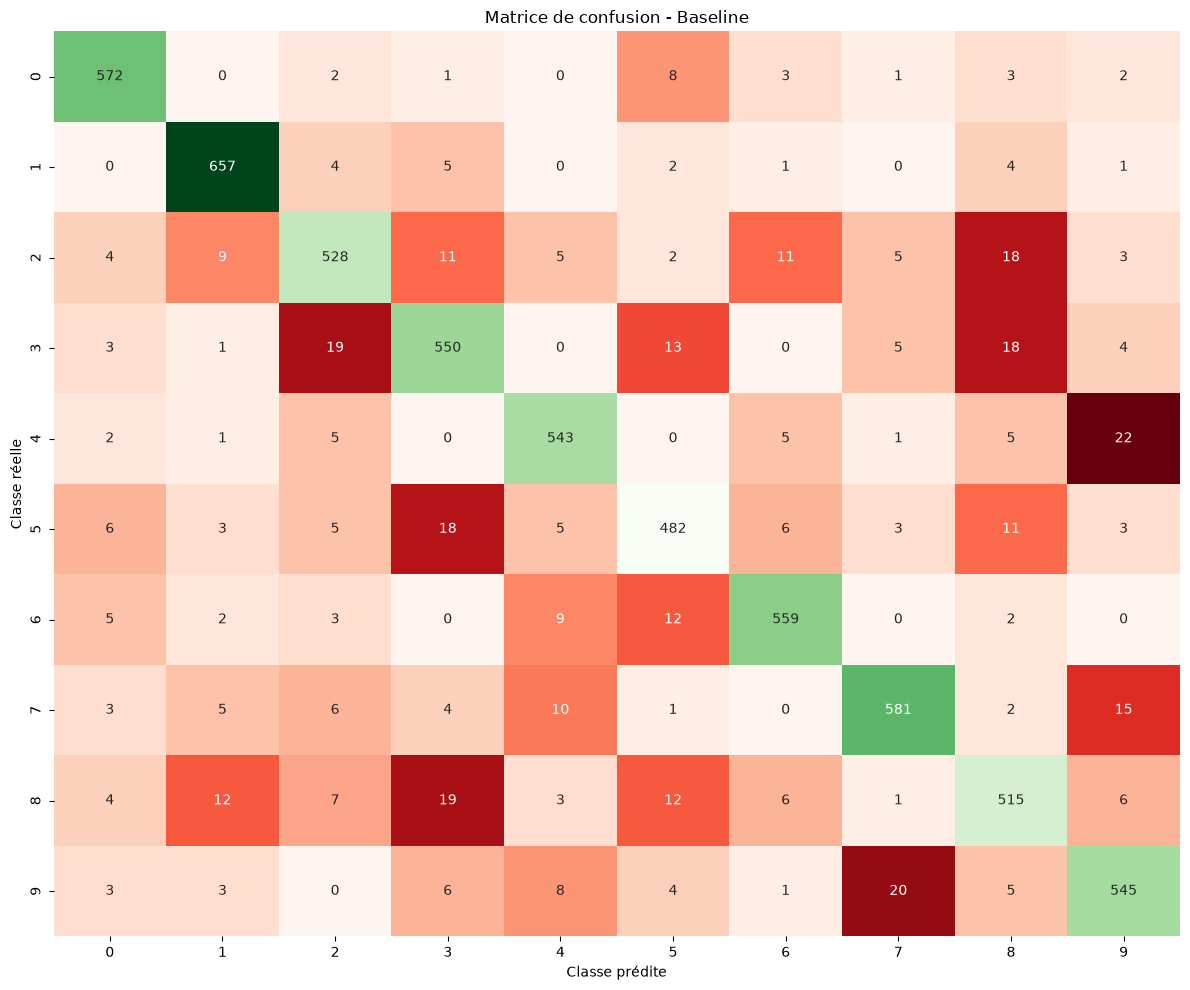 Matrice de confusion - Baseline
0 572 0 2 1 0 8 3 1 3 2
1 0 657 4 5 0 2 1 0 4 1
2 4 9 528 11 5 2 11 5 18 3
3 3 1 19 550 0 13 0 5 18 4
4 2 1 5 0 543 0 5 1 5 22
5 6 3 5 18 5 482 6 3 11 3
6 5 2 3 0 9 12 559 0 2 0
7 3 5 6 4 10 1 0 581 2 15
8 4 12 7 19 3 12 6 1 515 6
9 3 3 0 6 8 4 1 20 5 545
0 1 2 3 4 5 6 7 8 9
Classe prédite
Classe réelle